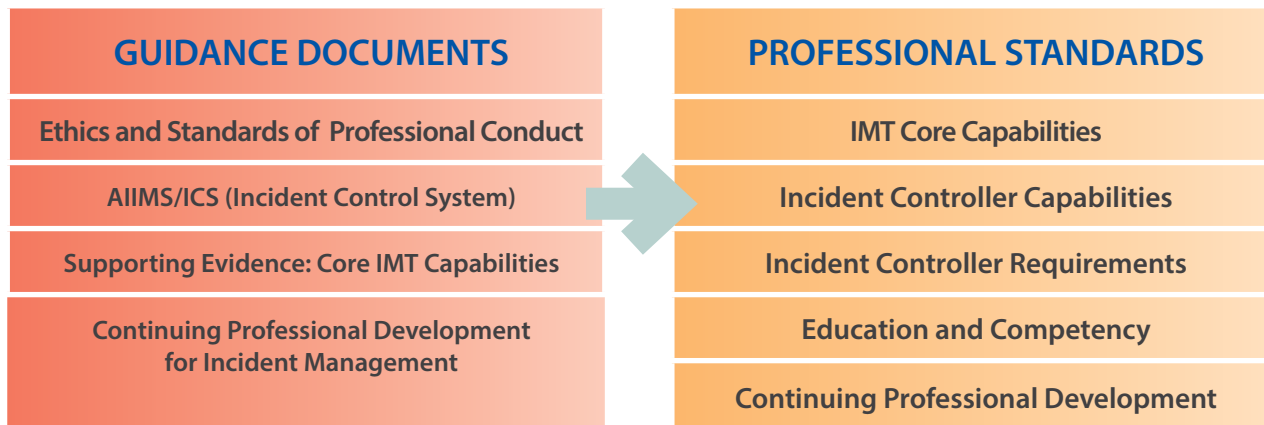 GUIDANCE DOCUMENTS
Ethics and Standards of Professional Conduct
AIIMS/ICS (Incident Control System)
Supporting Evidence: Core IMT Capabilities
Continuing Professional Development
for Incident Management
PROFESSIONAL STANDARDS
IMT Core Capabilities
Incident Controller Capabilities
Incident Controller Requirements
Education and Competency
Continuing Professional Development